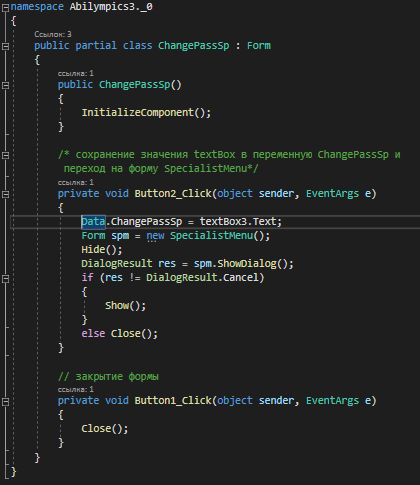 namespace Abilympics3._0
{
Ссылок: 3
public partial class ChangePassSp : Form
{
ссылка: 1
public ChangePassSp()
{
InitializeComponent();
}
/* сохранение значения textBox в переменную ChangePassSp и
переход на форму SpecialistMenu*/
ссылка: 1
private void Button2_Click(object sender, EventArgs e)
{
Data.ChangePassSp = textBox3.Text;
Form spm = new SpecialistMenu();
Hide();
DialogResult res = spm.ShowDialog();
if (res != DialogResult.Cancel)
{
Show();
}
else Close();
}
// закрытие формы
ссылка: 1
private void Button1_Click(object sender, EventArgs e)
{
Close();
}
}
}